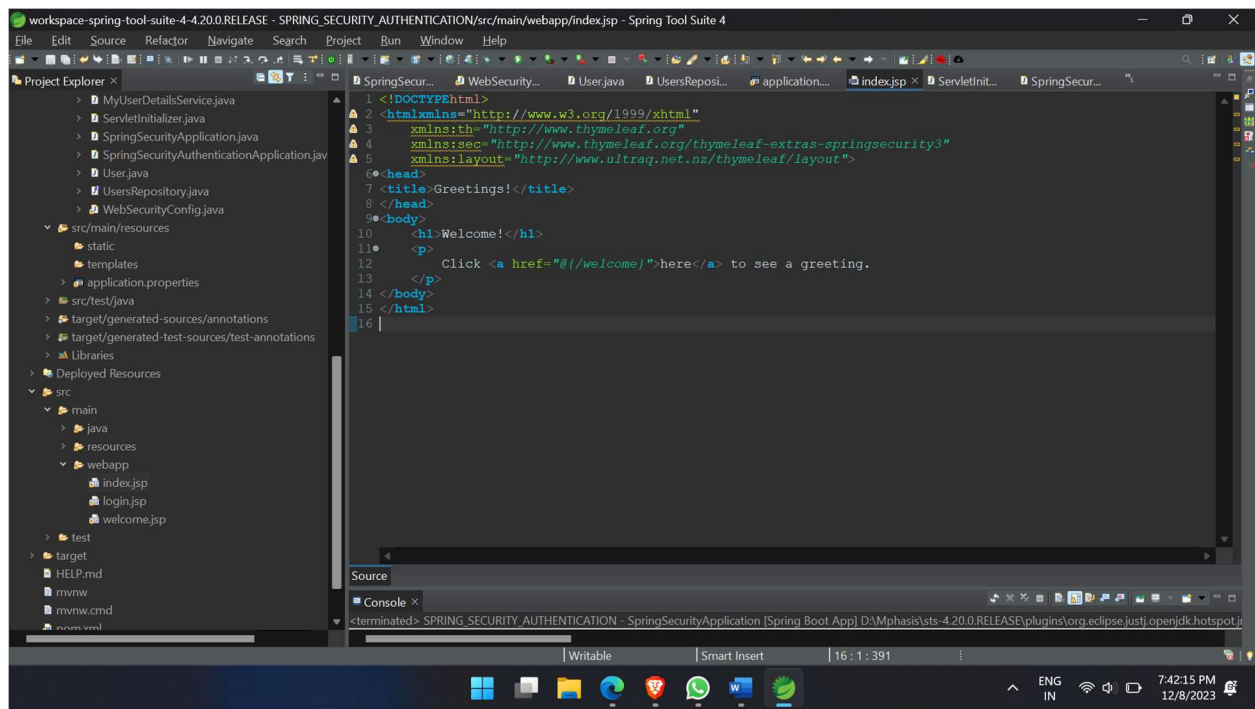 workspace-spring-tool-suite-4-4.20.0.RELEASE - SPRING_SECURITY_AUTHENTICATION/src/main/webapp/index.jsp - Spring Tool Suite 4
File Edit Source Refactor Navigate Search Project Run Window Help
Project Explorer
SpringSecur... WebSecurity... User.java UsersReposi... application.... index.jsp ServletInit... SpringSecur...
MyUserDetailsService.java
ServletInitializer.java
SpringSecurityApplication.java
SpringSecurityAuthenticationApplication.jav
User.java
UsersRepository.java
WebSecurityConfig.java
src/main/resources
static
templates
application.properties
src/test/java
target/generated-sources/annotations
target/generated-test-sources/test-annotations
Libraries
Deployed Resources
src
main
java
resources
webapp
index.jsp
login.jsp
welcome.jsp
test
target
HELP.md
mvnw
mvnw.cmd
pom.xml
1 <!DOCTYPEhtml>
2 <htmlxmlns="http://www.w3.org/1999/xhtml"
3 xmlns:th="http://www.thymeleaf.org"
4 xmlns:sec="http://www.thymeleaf.org/thymeleaf-extras-springsecurity3"
5 xmlns:layout="http://www.ultraq.net.nz/thymeleaf/layout">
6 <head>
7 <title>Greetings!</title>
8 </head>
9 <body>
10 <h1>Welcome!</h1>
11 <p>
12 Click <a href="@{/welcome}">here</a> to see a greeting.
13 </p>
14 </body>
15 </html>
16
Source
Console
<terminated> SPRING_SECURITY_AUTHENTICATION - SpringSecurityApplication [Spring Boot App] D:\Mphasis\sts-4.20.0.RELEASE\plugins\org.eclipse.justj.openjdk.hotspot.j
Writable Smart Insert 16 : 1 : 391
ENG
IN
7:42:15 PM
12/8/2023